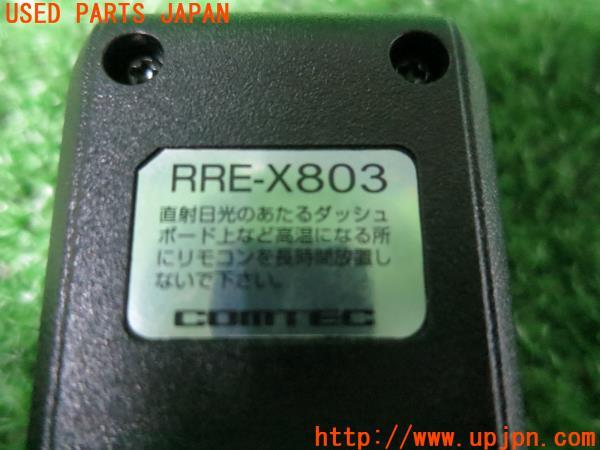 USED PARTS JAPAN
RRE-X803
直射日光のあたるダッシュ
ボード上など高温になる所
にリモコンを長時間放置し
ないで下さい。
COMTEC
http://www.upjpn.com